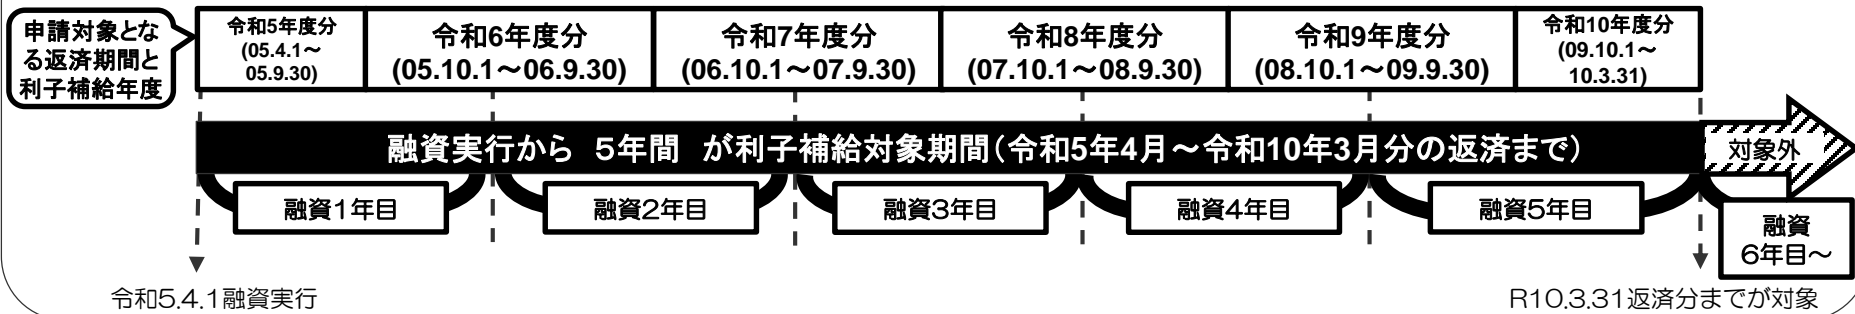 申請対象とな
る返済期間と
利子補給年度
令和5年度分
(05.4.1～
05.9.30)
令和6年度分
(05.10.1～06.9.30)
令和7年度分
(06.10.1～07.9.30)
令和8年度分
(07.10.1～08.9.30)
令和9年度分
(08.10.1～09.9.30)
令和10年度分
(09.10.1～
10.3.31)
融資実行から 5年間 が利子補給対象期間(令和5年4月～令和10年3月分の返済まで)
対象外
融資1年目
融資2年目
融資3年目
融資4年目
融資5年目
融資
6年目～
令和5.4.1融資実行
R10.3.31返済分までが対象